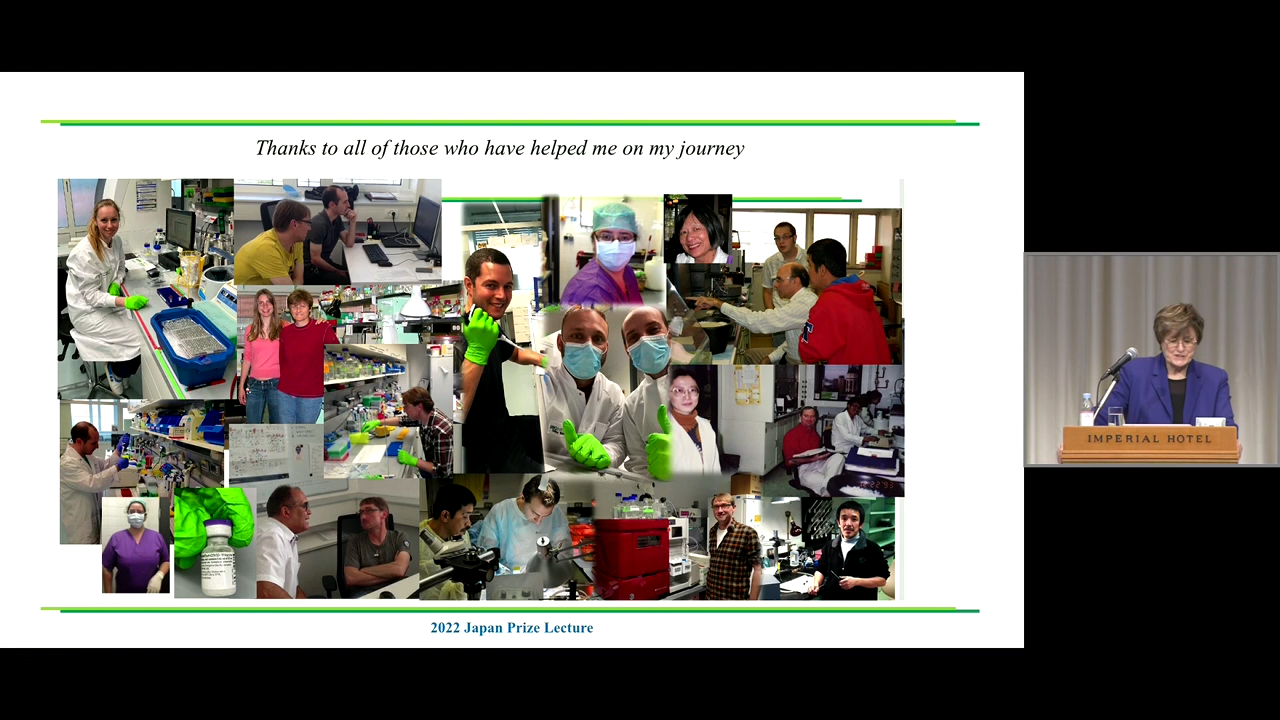 Thanks to all of those who have helped me on my journey
2022 Japan Prize Lecture
IMPERIAL HOTEL